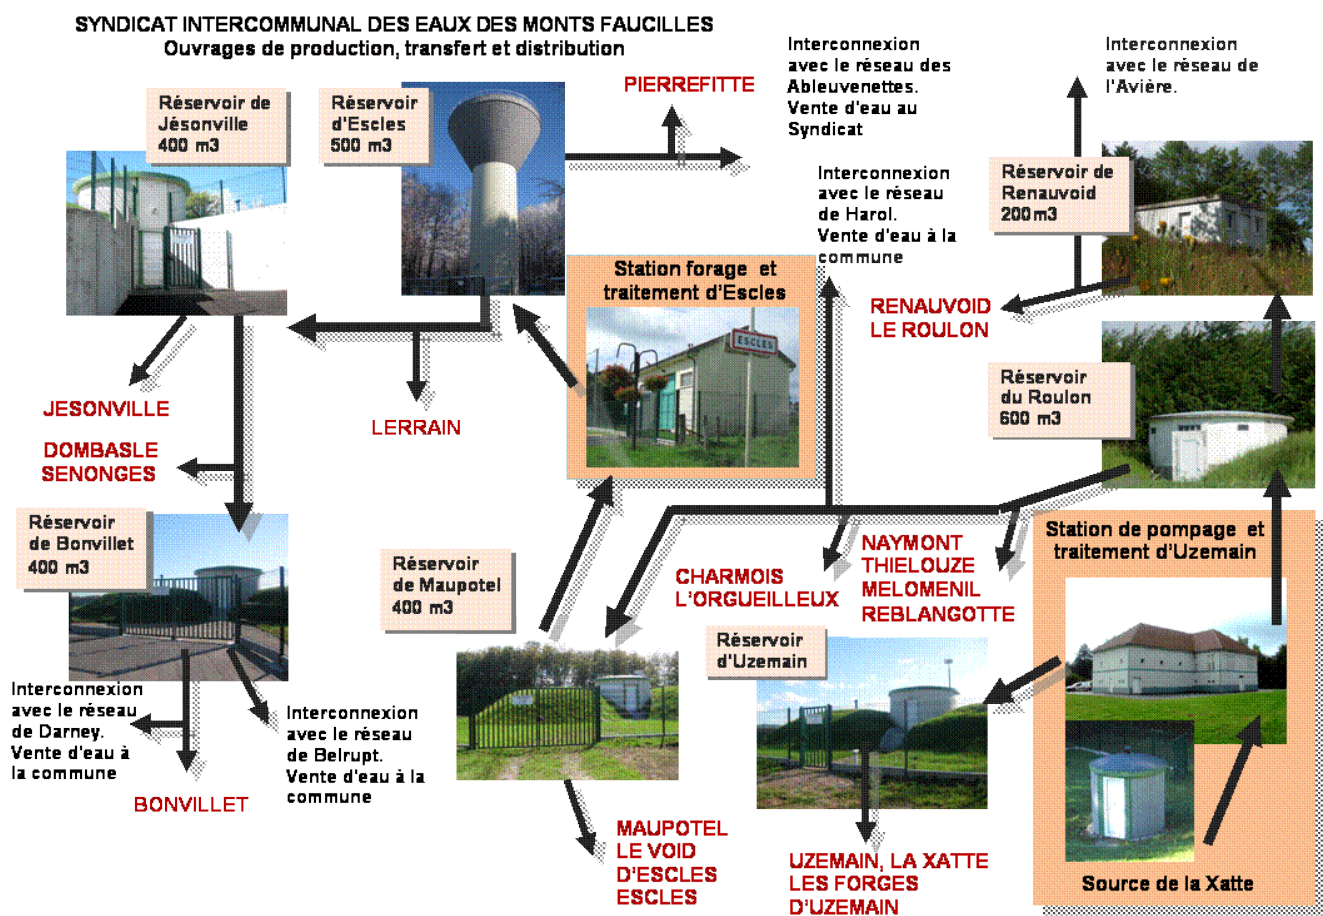 SYNDICAT INTERCOMMUNAL DES EAUX DES MONTS FAUCILLES
Ouvrages de production, transfert et distribution
Réservoir de
Jésonville
400 m3
Réservoir
d'Escles
500 m3
PIERREFITTE
Interconnexion
avec le réseau des
Ableuvenettes.
Vente d'eau au
Syndicat
Interconnexion
avec le réseau de
l'Avière.
Interconnexion
avec le réseau
de Harol.
Vente d'eau à la
commune
Réservoir de
Renauvoid
200m3
Station forage et
traitement d'Escles
ESCLES
RENAUVOID
LE ROULON
Réservoir
du Roulon
600 m3
JESONVILLE
LERRAIN
DOMBASLE
SENONGES
Réservoir
de Bonvillet
400 m3
Réservoir
de Maupotel
400 m3
CHARMOIS
L'ORGUEILLEUX
NAYMONT
THIELOUZE
MELOMENIL
REBLANGOTTE
Station de pompage et
traitement d'Uzemain
Réservoir
d'Uzemain
Interconnexion
avec le réseau
de Darney.
Vente d'eau à
la commune
Interconnexion
avec le réseau
de Belrupt.
Vente d'eau à la
commune
BONVILLET
MAUPOTEL
LE VOID
D'ESCLES
ESCLES
UZEMAIN, LA XATTE
LES FORGES
D'UZEMAIN
Source de la Xatte